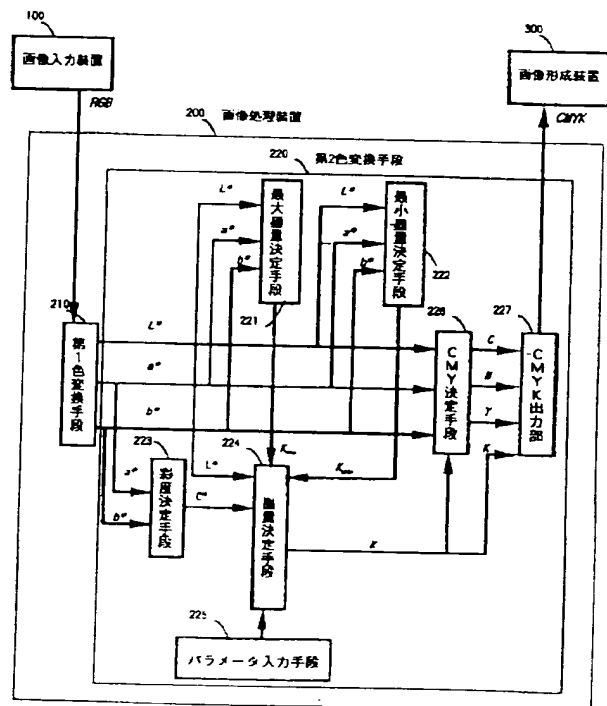 100
画像入力装置
RGB
300
画像形成装置
CMYK
200 画像処理装置
220 第2色変換手段
L*
a*
b*
最大墨量決定手段
221
L*
a*
b*
最小墨量決定手段
222
210
第1色変換手段
L*
a*
b*
226
CMY決定手段
C
M
Y
K
227
CMYK出力部
223
a*
b*
彩度決定手段
C*
224
L*
Kmax
Kmin
墨量決定手段
K
225
パラメータ入力手段